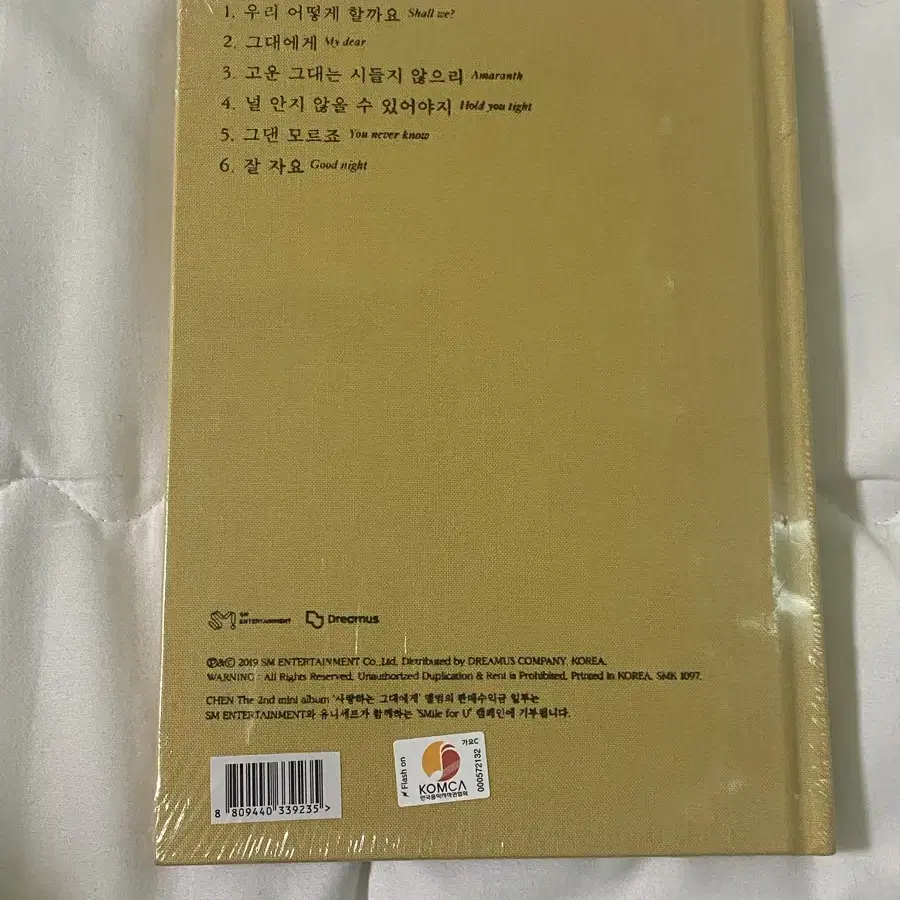 1. 우리 어떻게 할까요 Shall we?
2. 그대에게 My dear
3. 고운 그대는 시들지 않으리 Amaranth
4. 널 안지 않을 수 있어야지 Hold you tight
5. 그댄 모르죠 You never know
6. 잘 자요 Good night
SM
SM ENTERTAINMENT
Dreamus
℗&© 2019 SM ENTERTAINMENT Co.,Ltd. Distributed by DREAMUS COMPANY, KOREA.
WARNING : All Rights Reserved. Unauthorized Duplication & Rent is Prohibited. Printed in KOREA. SMK 1097.
CHEN The 2nd mini album '사랑하는 그대에게' 앨범의 판매수익금 일부는
SM ENTERTAINMENT와 유니세프가 함께하는 'SMile for U' 캠페인에 기부됩니다.
8 809440 339235 >
Flash on
가요C
000572132
KOMCA
한국음악저작권협회